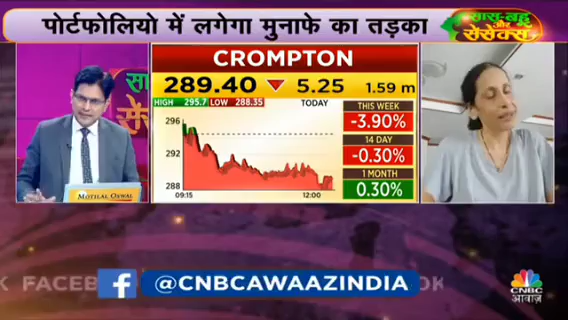 पोर्टफोलियो में लगेगा मुनाफे का तड़का
सास-बहू
और
सेंसेक्स
CROMPTON
289.40 5.25 1.59 m
HIGH 295.7 LOW 288.35 TODAY
296
292
288
09:15 12:00
THIS WEEK
-3.90%
14 DAY
-0.30%
1 MONTH
0.30%
सास
सेंसेक्स
MOTILAL OSWAL
K FACEB
f @CNBCAWAAZINDIA
OK
CNBC
आवाज़